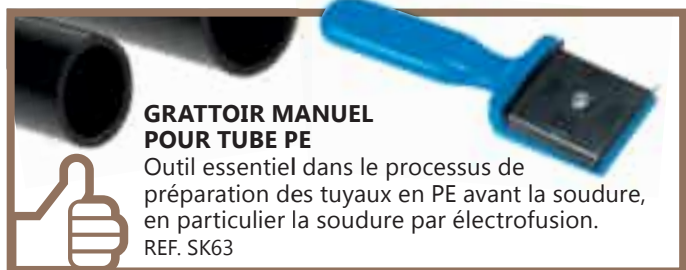 GRATTOIR MANUEL
POUR TUBE PE
Outil essentiel dans le processus de
préparation des tuyaux en PE avant la soudure,
en particulier la soudure par électrofusion.
REF. SK63